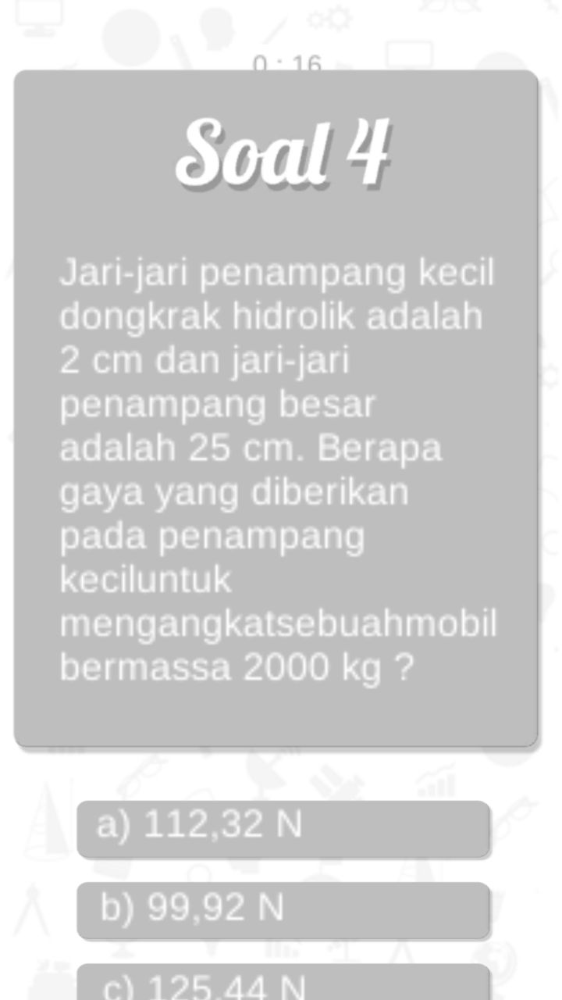 0 : 16
Soal 4
Jari-jari penampang kecil
dongkrak hidrolik adalah
2 cm dan jari-jari
penampang besar
adalah 25 cm. Berapa
gaya yang diberikan
pada penampang
keciluntuk
mengangkatsebuahmobil
bermassa 2000 kg ?
a) 112,32 N
b) 99,92 N
c) 125,44 N